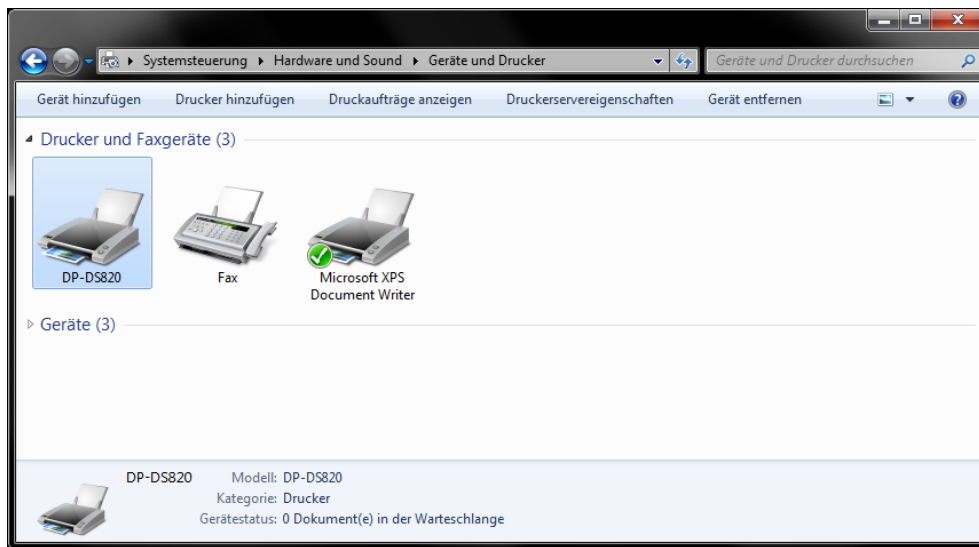 Systemsteuerung Hardware und Sound Geräte und Drucker Geräte und Drucker durchsuchen
Gerät hinzufügen Drucker hinzufügen Druckaufträge anzeigen Druckerservereigenschaften Gerät entfernen
Drucker und Faxgeräte (3)
DP-DS820 Fax Microsoft XPS
Document Writer
Geräte (3)
DP-DS820 Modell: DP-DS820
Kategorie: Drucker
Gerätestatus: 0 Dokument(e) in der Warteschlange